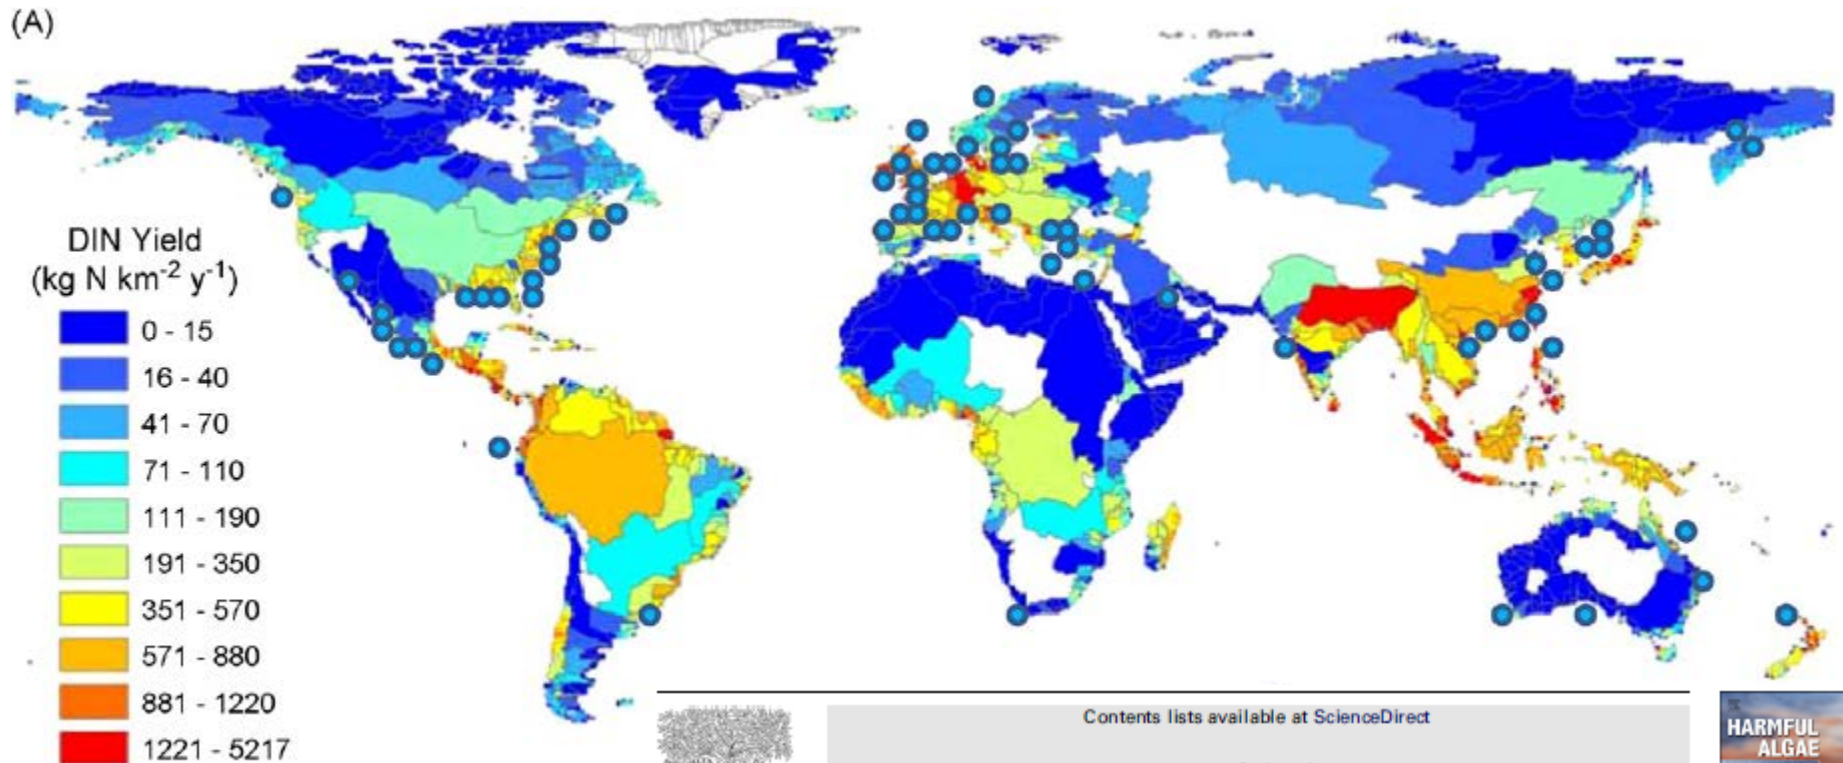 (A)
DIN Yield
(kg N km-2 y-1)
0 - 15
16 - 40
41 - 70
71 - 110
111 - 190
191 - 350
351 - 570
571 - 880
881 - 1220
1221 - 5217
Contents lists available at ScienceDirect
HARMFUL
ALGAE